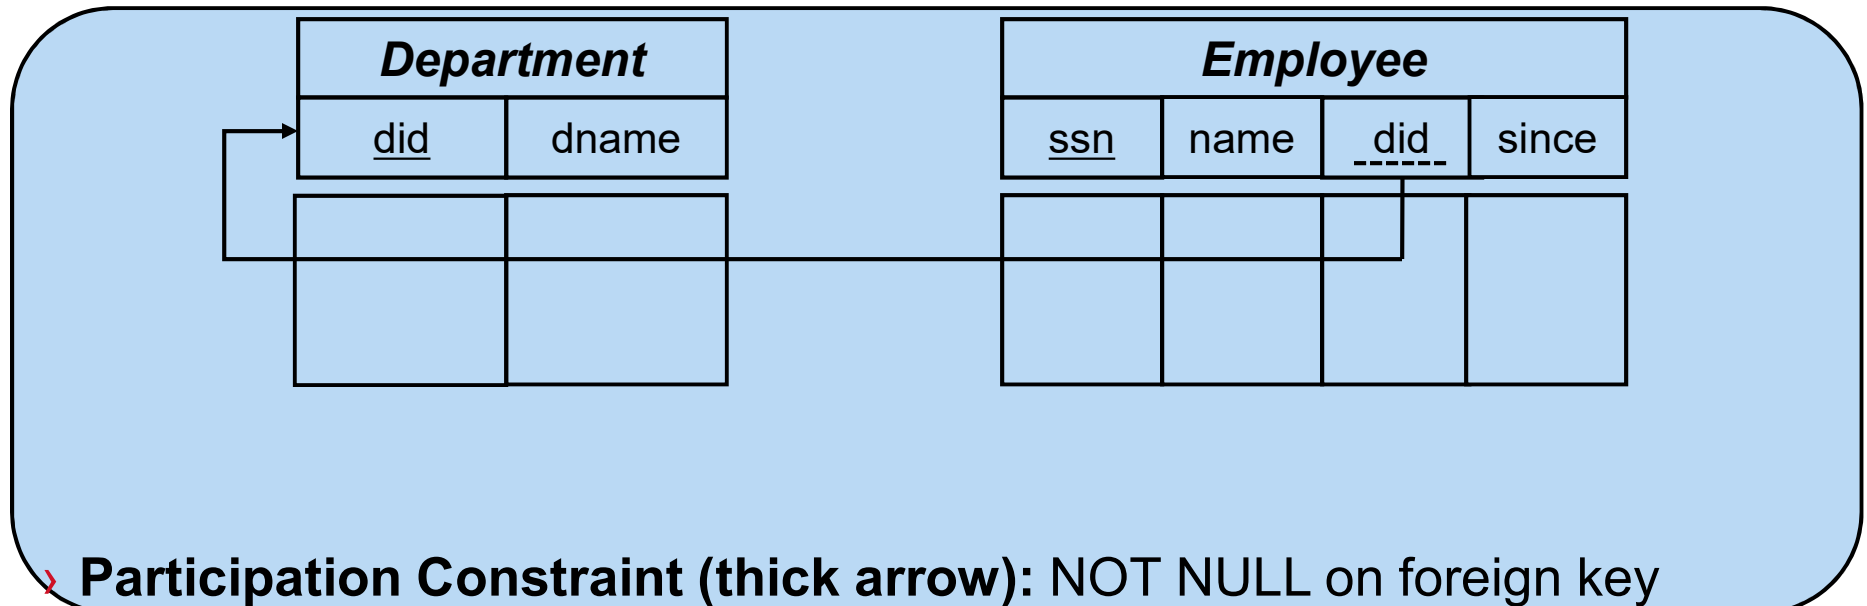 Department
Employee
did dname
ssn name did since
› Participation Constraint (thick arrow): NOT NULL on foreign key